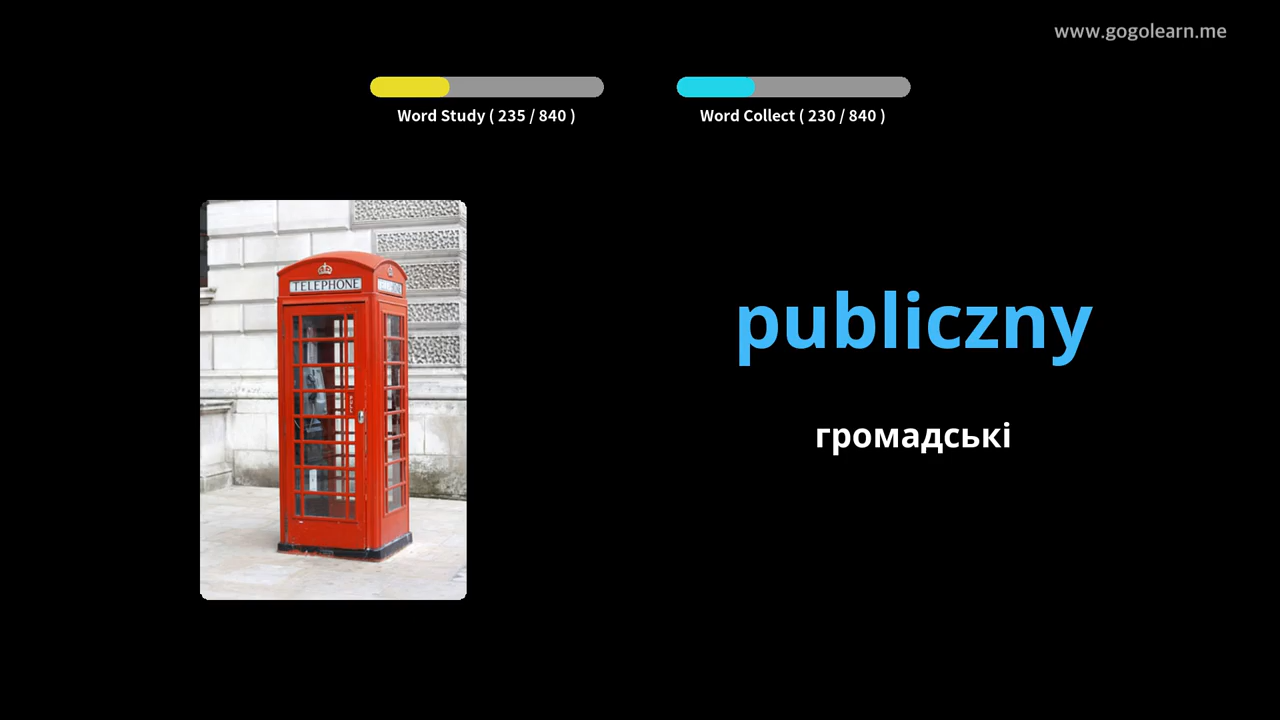 www.gogolearn.me
Word Study ( 235 / 840 )
Word Collect ( 230 / 840 )
TELEPHONE
publiczny
громадські